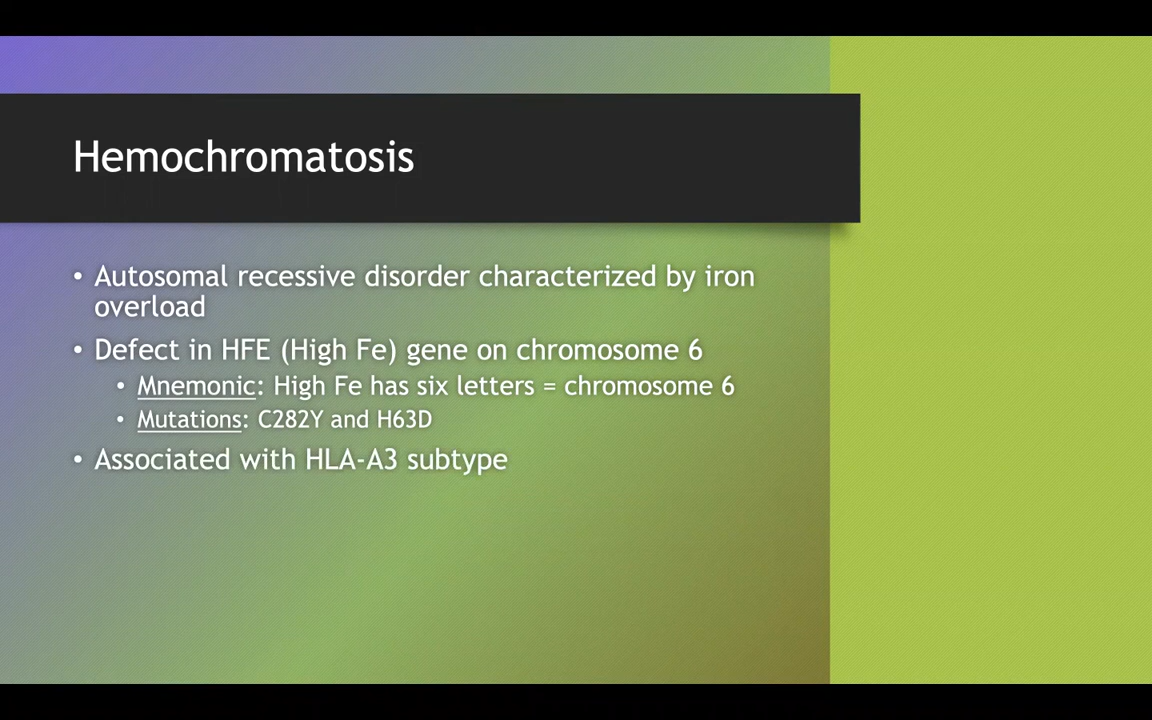 Hemochromatosis
• Autosomal recessive disorder characterized by iron
overload
• Defect in HFE (High Fe) gene on chromosome 6
• Mnemonic: High Fe has six letters = chromosome 6
• Mutations: C282Y and H63D
• Associated with HLA-A3 subtype